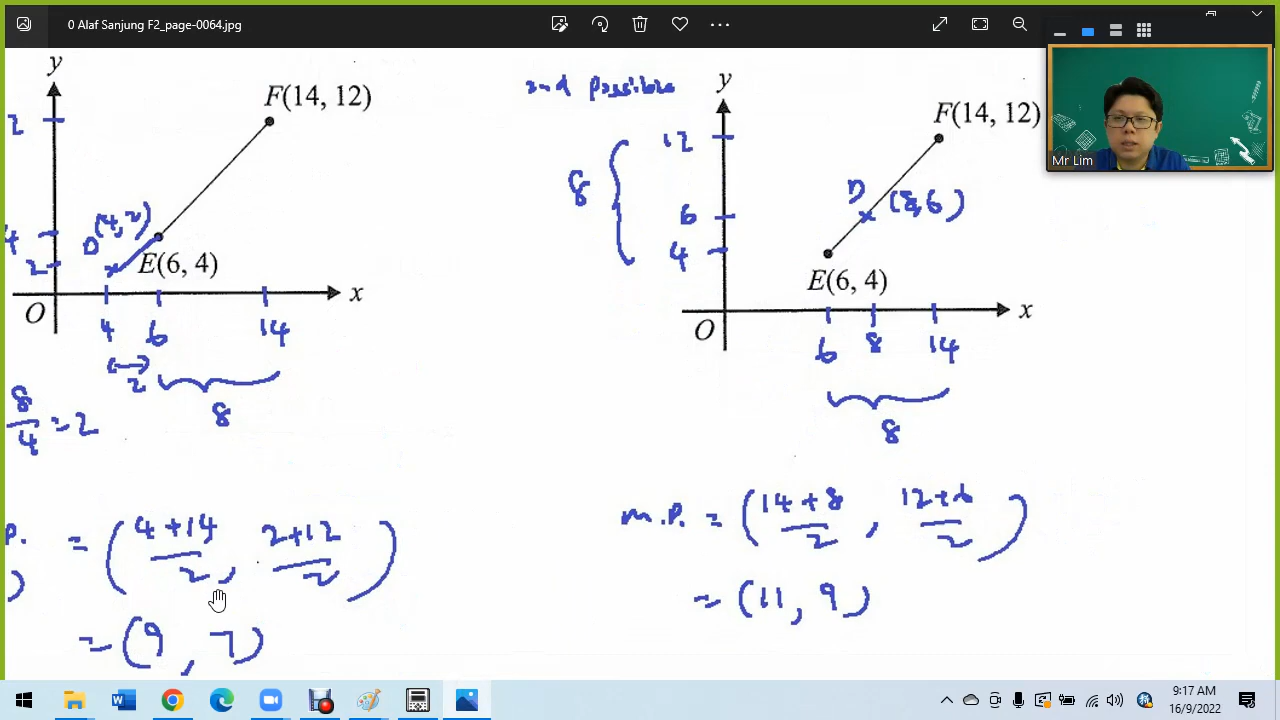 0 Alaf Sanjung F2_page-0064.jpg
Mr Lim
y
F(14, 12)
2
4
2
D
(4, 2)
E(6, 4)
O
x
4
6
14
2
8
8/4 = 2
P. = (4+14/2, 2+12/2)
)
= (9, 7)
2nd possible
y
F(14, 12)
12
8
D
(8,6)
6
4
E(6, 4)
O
x
6
8
14
8
m.P. = (14+8/2, 12+6/2)
= (11, 9)
9:17 AM
16/9/2022